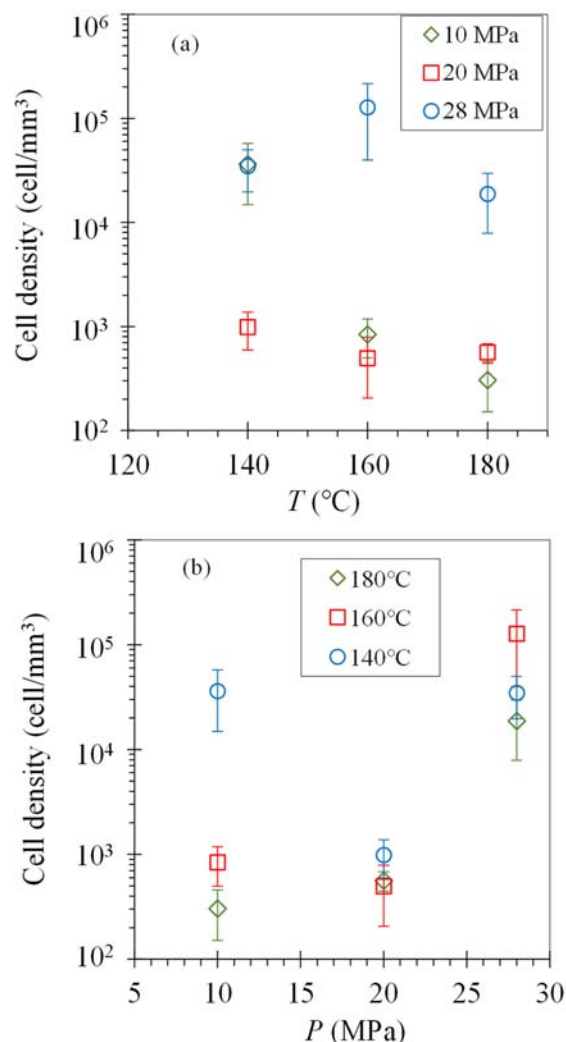 10⁶
(a)
10 MPa
20 MPa
28 MPa
10⁵
10⁴
10³
10²
Cell density (cell/mm³)
120 140 160 180
T (°C)
10⁶
(b)
180°C
160°C
140°C
10⁵
10⁴
10³
10²
Cell density (cell/mm³)
5 10 15 20 25 30
P (MPa)